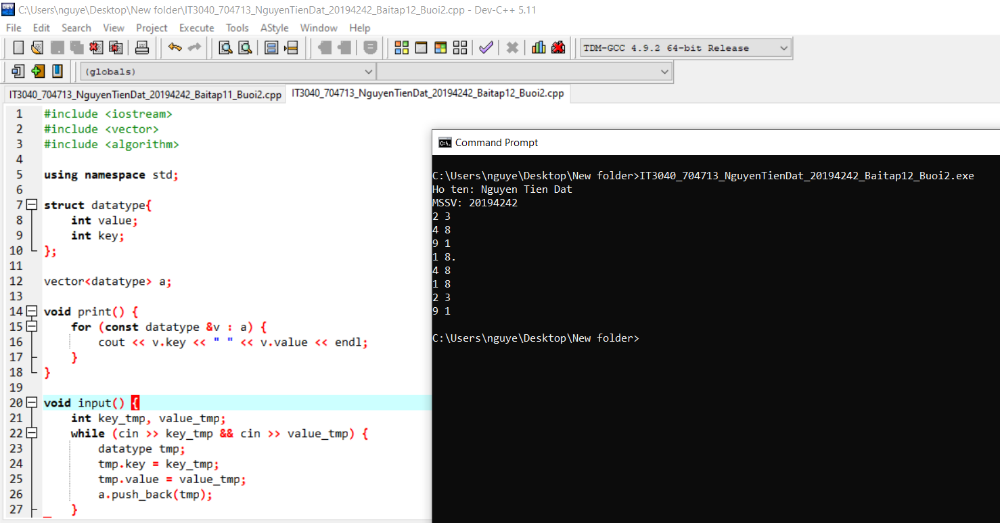 C:\Users\nguye\Desktop\New folder\IT3040_704713_NguyenTienDat_20194242_Baitap12_Buoi2.cpp - Dev-C++ 5.11
File Edit Search View Project Execute Tools AStyle Window Help
TDM-GCC 4.9.2 64-bit Release
(globals)
IT3040_704713_NguyenTienDat_20194242_Baitap11_Buoi2.cpp IT3040_704713_NguyenTienDat_20194242_Baitap12_Buoi2.cpp
1 #include <iostream>
2 #include <vector>
3 #include <algorithm>
4
5 using namespace std;
6
7 struct datatype{
8 int value;
9 int key;
10 };
11
12 vector<datatype> a;
13
14 void print() {
15 for (const datatype &v : a) {
16 cout << v.key << " " << v.value << endl;
17 }
18 }
19
20 void input() {
21 int key_tmp, value_tmp;
22 while (cin >> key_tmp && cin >> value_tmp) {
23 datatype tmp;
24 tmp.key = key_tmp;
25 tmp.value = value_tmp;
26 a.push_back(tmp);
27 }
Command Prompt
C:\Users\nguye\Desktop\New folder>IT3040_704713_NguyenTienDat_20194242_Baitap12_Buoi2.exe
Ho ten: Nguyen Tien Dat
MSSV: 20194242
2 3
4 8
9 1
1 8.
4 8
1 8
2 3
9 1
C:\Users\nguye\Desktop\New folder>